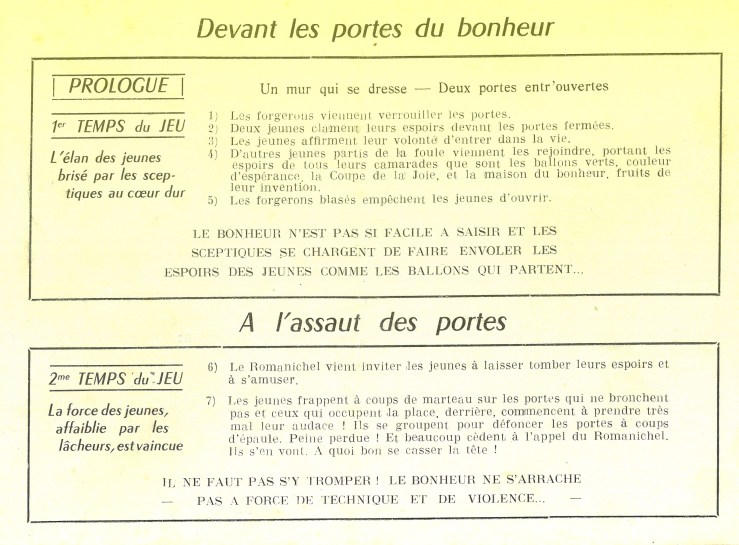 Devant les portes du bonheur
PROLOGUE
Un mur qui se dresse — Deux portes entr'ouvertes
1er TEMPS du JEU
L'élan des jeunes
brisé par les scep-
tiques au cœur dur
1) Les forgerons viennent verrouiller les portes.
2) Deux jeunes clament leurs espoirs devant les portes fermées.
3) Les jeunes affirment leur volonté d'entrer dans la vie.
4) D'autres jeunes partis de la foule viennent les rejoindre, portant les
espoirs de tous leurs camarades que sont les ballons verts, couleur
d'espérance, la Coupe de la Joie, et la maison du bonheur, fruits de
leur invention.
5) Les forgerons blasés empêchent les jeunes d'ouvrir.
LE BONHEUR N'EST PAS SI FACILE A SAISIR ET LES
SCEPTIQUES SE CHARGENT DE FAIRE ENVOLER LES
ESPOIRS DES JEUNES COMME LES BALLONS QUI PARTENT...
A l'assaut des portes
2me TEMPS du JEU
La force des jeunes,
affaiblie par les
lâcheurs, est vaincue
6) Le Romanichel vient inviter les jeunes à laisser tomber leurs espoirs et
à s'amuser.
7) Les jeunes frappent à coups de marteau sur les portes qui ne bronchent
pas et ceux qui occupent la place, derrière, commencent à prendre très
mal leur audace ! Ils se groupent pour défoncer les portes à coups
d'épaule. Peine perdue ! Et beaucoup cèdent à l'appel du Romanichel.
Ils s'en vont. A quoi bon se casser la tête !
IL NE FAUT PAS S'Y TROMPER ! LE BONHEUR NE S'ARRACHE
— PAS A FORCE DE TECHNIQUE ET DE VIOLENCE... —